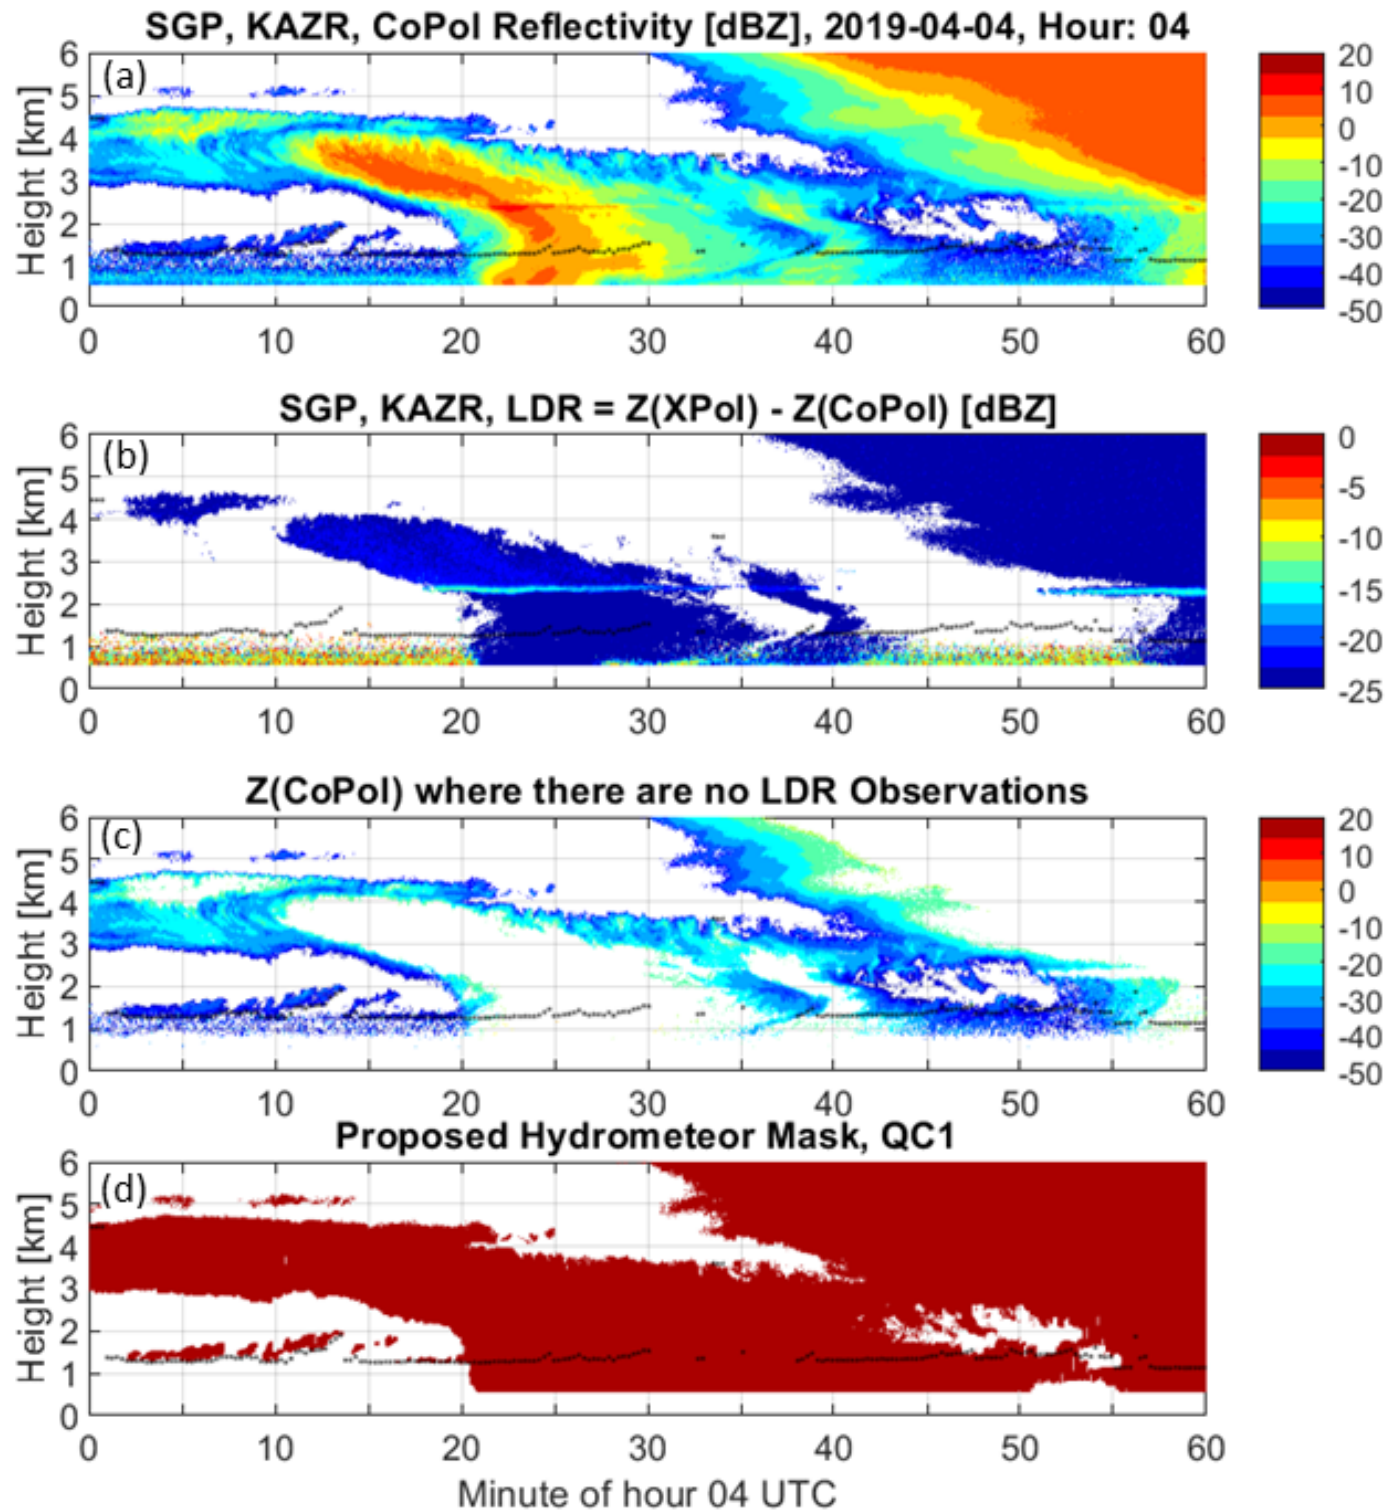 SGP, KAZR, CoPol Reflectivity [dBZ], 2019-04-04, Hour: 04
(a)
Height [km]
6
5
4
3
2
1
0
0 10 20 30 40 50 60
20
10
0
-10
-20
-30
-40
-50
SGP, KAZR, LDR = Z(XPol) - Z(CoPol) [dBZ]
(b)
Height [km]
6
5
4
3
2
1
0
0 10 20 30 40 50 60
0
-5
-10
-15
-20
-25
Z(CoPol) where there are no LDR Observations
(c)
Height [km]
6
5
4
3
2
1
0
0 10 20 30 40 50 60
20
10
0
-10
-20
-30
-40
-50
Proposed Hydrometeor Mask, QC1
(d)
Height [km]
6
5
4
3
2
1
0
0 10 20 30 40 50 60
Minute of hour 04 UTC